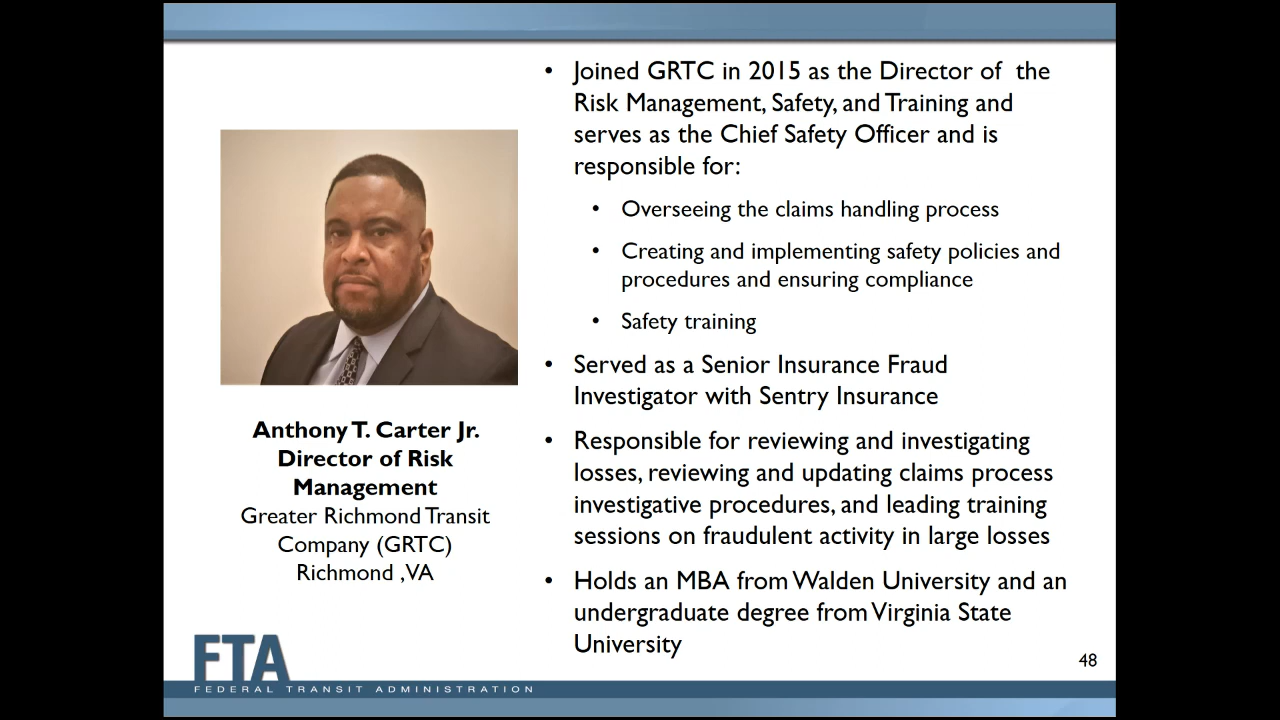 Anthony T. Carter Jr.
Director of Risk
Management
Greater Richmond Transit
Company (GRTC)
Richmond ,VA
• Joined GRTC in 2015 as the Director of the
Risk Management, Safety, and Training and
serves as the Chief Safety Officer and is
responsible for:
• Overseeing the claims handling process
• Creating and implementing safety policies and
procedures and ensuring compliance
• Safety training
• Served as a Senior Insurance Fraud
Investigator with Sentry Insurance
• Responsible for reviewing and investigating
losses, reviewing and updating claims process
investigative procedures, and leading training
sessions on fraudulent activity in large losses
• Holds an MBA from Walden University and an
undergraduate degree from Virginia State
University
48
FTA
FEDERAL TRANSIT ADMINISTRATION